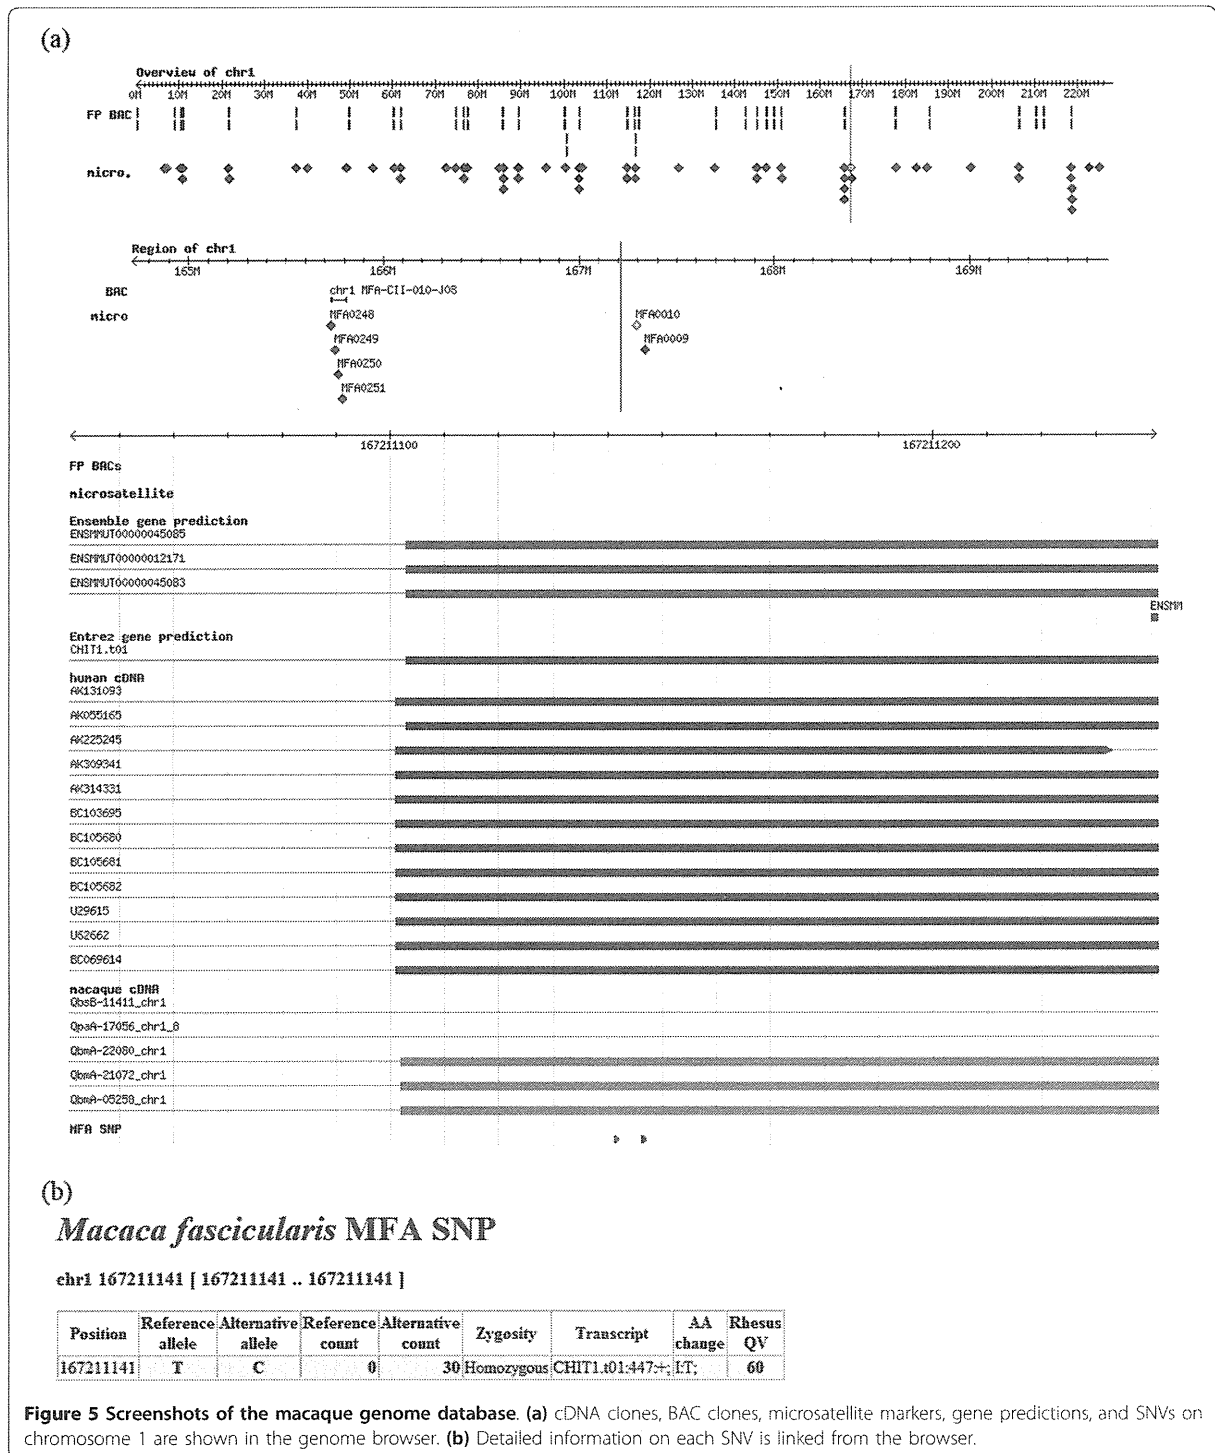 (a)
Overview of chr1
0M 10M 20M 30M 40M 50M 60M 70M 80M 90M 100M 110M 120M 130M 140M 150M 160M 170M 180M 190M 200M 210M 220M
FP BAC
micro.
Region of chr1
165M 166M 167M 168M 169M
BAC
chr1 MFA-CII-010-J08
micro
MFA0248 MFA0010
MFA0249 MFA0009
MFA0250
MFA0251
167211100 167211200
FP BACs
microsatellite
Ensemble gene prediction
ENSMMUT00000045085
ENSMMUT00000012171
ENSMMUT00000045083
ENSMM
Entrez gene prediction
CHIT1.t01
human cDNA
AK131093
AK055165
AK225245
AK309341
AK314331
BC103695
BC105680
BC105681
BC105682
U29615
U62662
BC069614
macaque cDNA
QbsB-11411_chr1
QpaA-17056_chr1_8
QbmA-22080_chr1
QbmA-21072_chr1
QbmA-05258_chr1
MFA SNP
(b)
Macaca fascicularis MFA SNP
chr1 167211141 [ 167211141 .. 167211141 ]
Position Reference allele Alternative allele Reference count Alternative count Zygosity Transcript AA change Rhesus QV
167211141 T C 0 30 Homozygous CHIT1.t01:447:+; I:T; 60
Figure 5 Screenshots of the macaque genome database. (a) cDNA clones, BAC clones, microsatellite markers, gene predictions, and SNVs on
chromosome 1 are shown in the genome browser. (b) Detailed information on each SNV is linked from the browser.